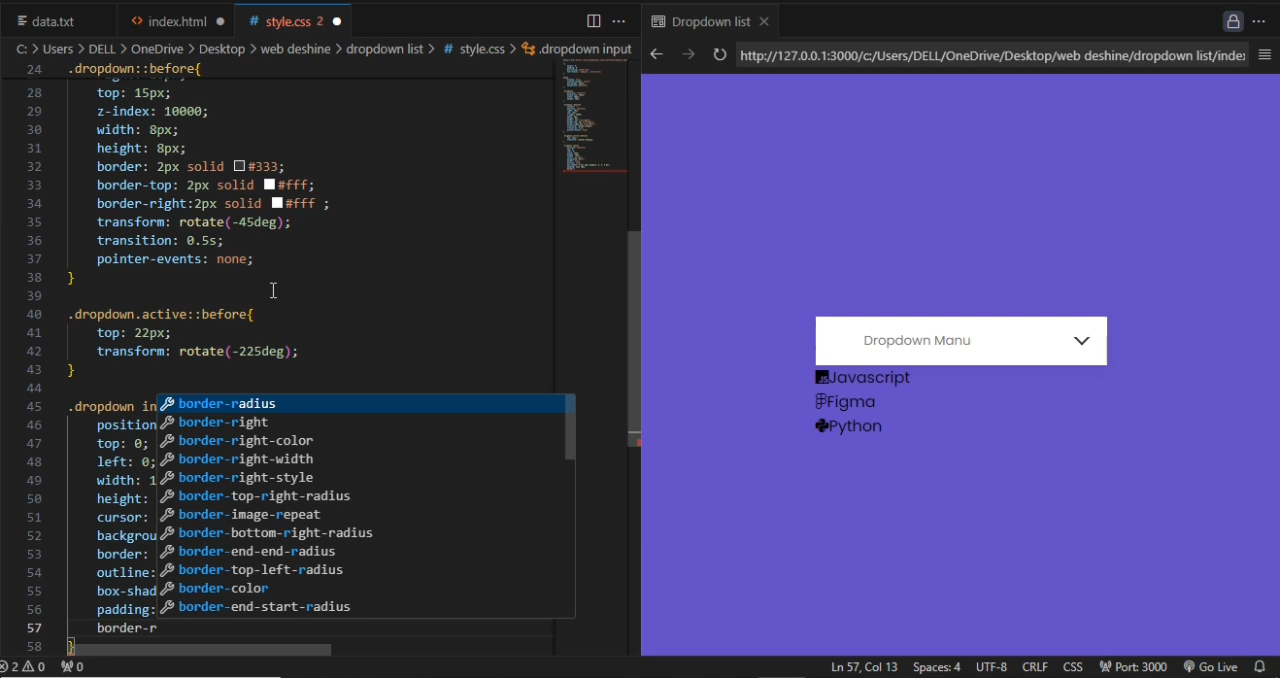 data.txt index.html style.css 2
C: > Users > DELL > OneDrive > Desktop > web deshine > dropdown list > # style.css > .dropdown input
24 .dropdown::before{
28 top: 15px;
29 z-index: 10000;
30 width: 8px;
31 height: 8px;
32 border: 2px solid #333;
33 border-top: 2px solid #fff;
34 border-right:2px solid #fff ;
35 transform: rotate(-45deg);
36 transition: 0.5s;
37 pointer-events: none;
38 }
39
40 .dropdown.active::before{
41 top: 22px;
42 transform: rotate(-225deg);
43 }
44
45 .dropdown in
46 position
47 top: 0;
48 left: 0;
49 width: 1
50 height:
51 cursor:
52 backgrou
53 border:
54 outline:
55 box-shad
56 padding:
57 border-r
58 }
border-radius
border-right
border-right-color
border-right-width
border-right-style
border-top-right-radius
border-image-repeat
border-bottom-right-radius
border-end-end-radius
border-top-left-radius
border-color
border-end-start-radius
Dropdown list
http://127.0.0.1:3000/c:/Users/DELL/OneDrive/Desktop/web deshine/dropdown list/index
Dropdown Manu
Javascript
Figma
Python
2 0 0 Ln 57, Col 13 Spaces: 4 UTF-8 CRLF CSS Port: 3000 Go Live